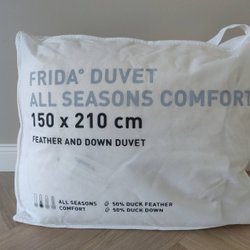 FRIDA° DUVET
ALL SEASONS COMFORT
150 x 210 cm
FEATHER AND DOWN DUVET
ALL SEASONS
COMFORT
50% DUCK FEATHER
50% DUCK DOWN